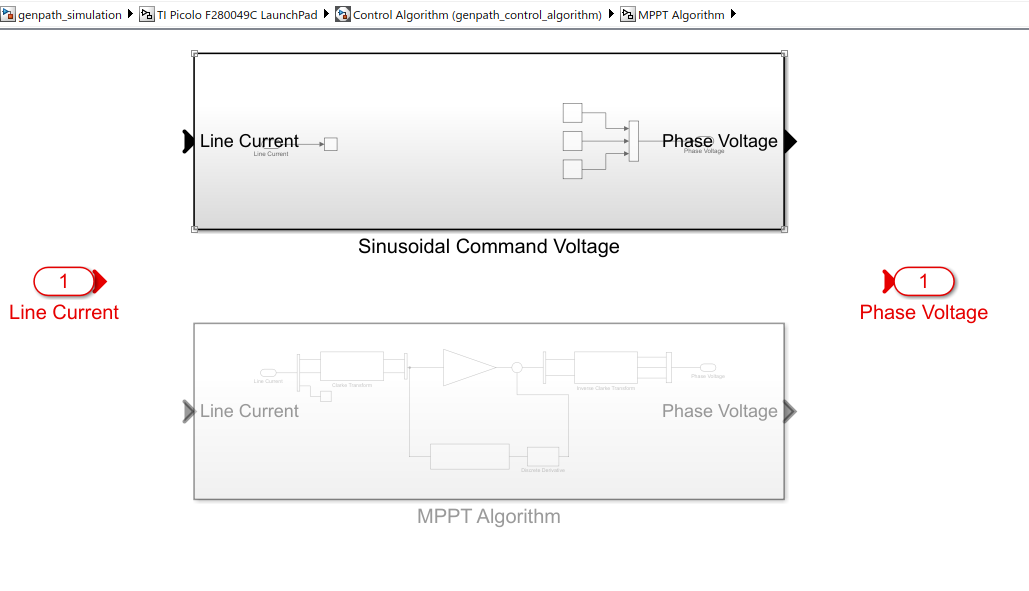 genpath_simulation TI Picolo F280049C LaunchPad Control Algorithm (genpath_control_algorithm) MPPT Algorithm
Line Current
Line Current
Phase Voltage
Phase Voltage
Sinusoidal Command Voltage
1
Line Current
1
Phase Voltage
Line Current
Clarke Transform
Inverse Clarke Transform
Phase Voltage
Line Current
Phase Voltage
Discrete Derivative
MPPT Algorithm